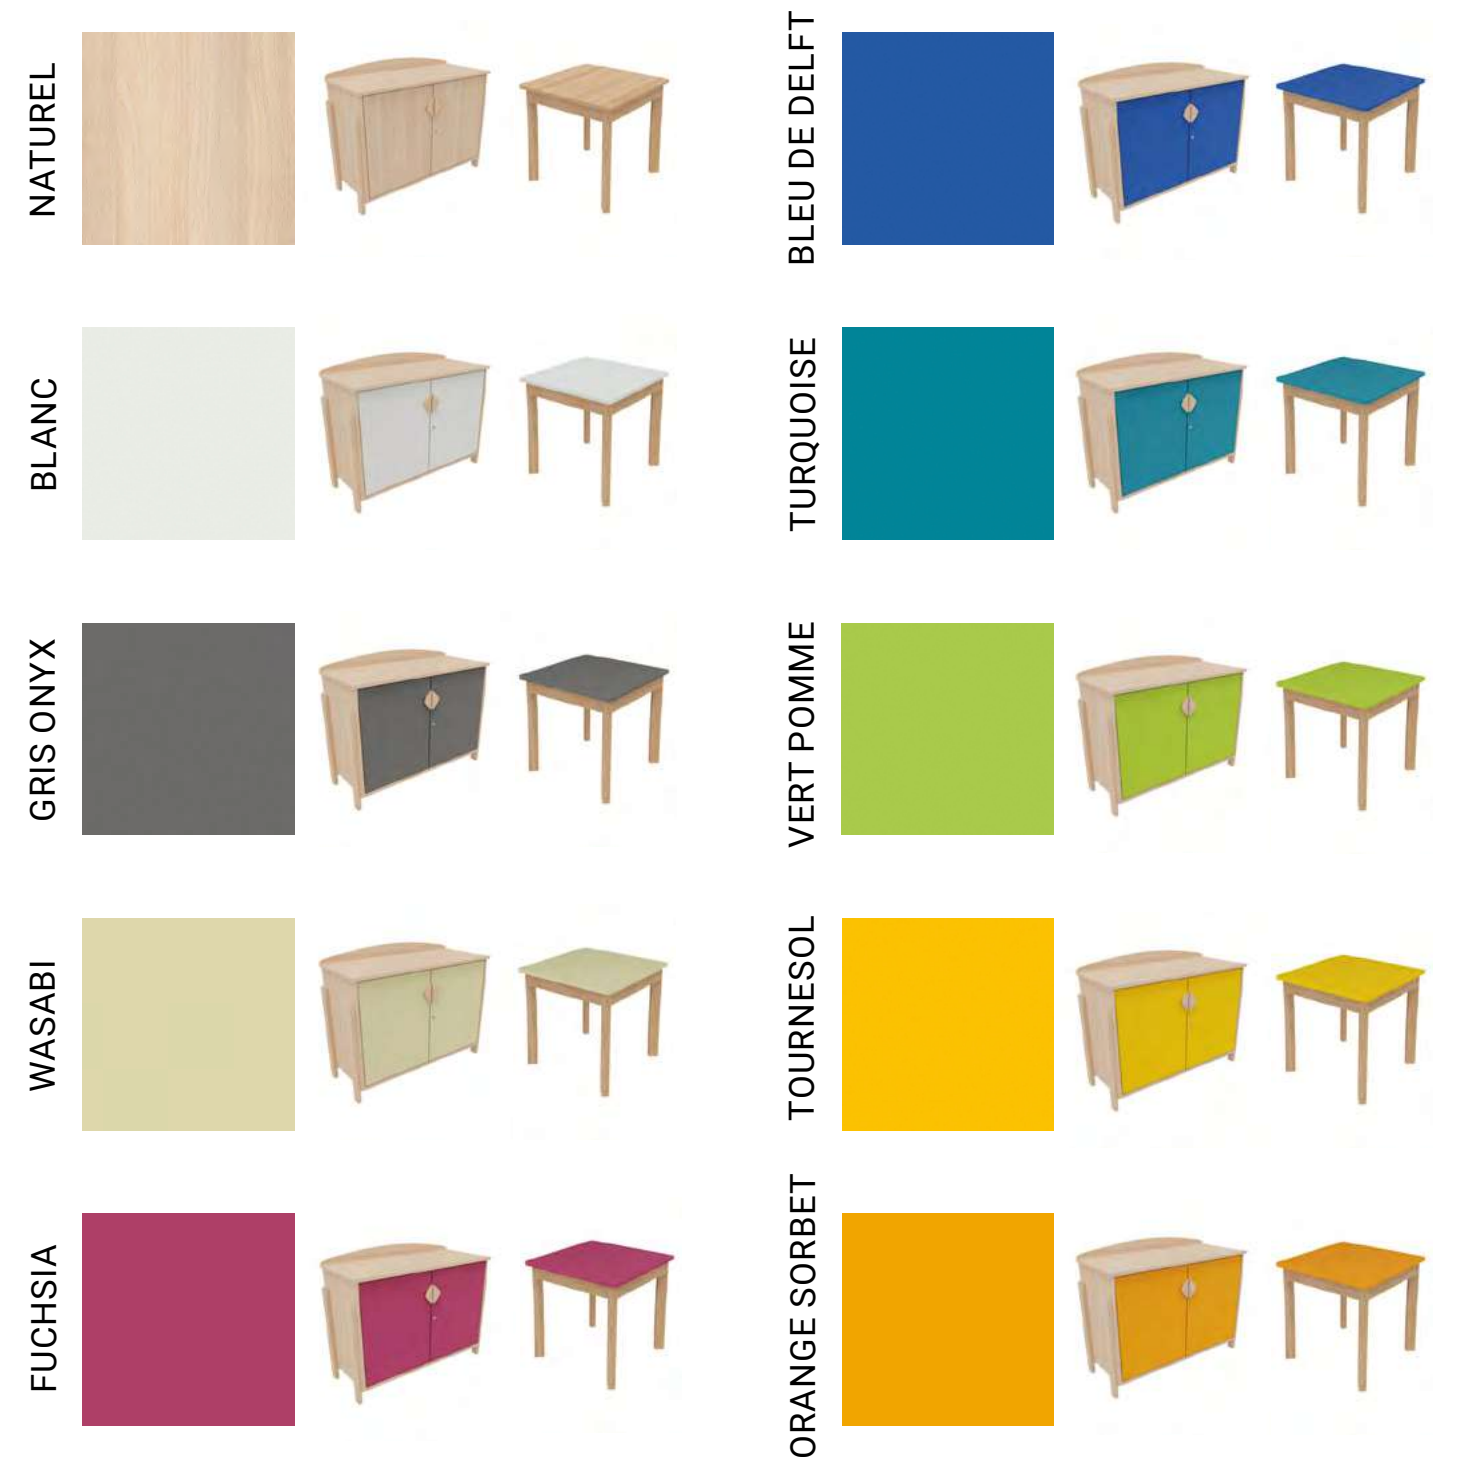 NATUREL
BLEU DE DELFT
BLANC
TURQUOISE
GRIS ONYX
VERT POMME
WASABI
TOURNESOL
FUCHSIA
ORANGE SORBET